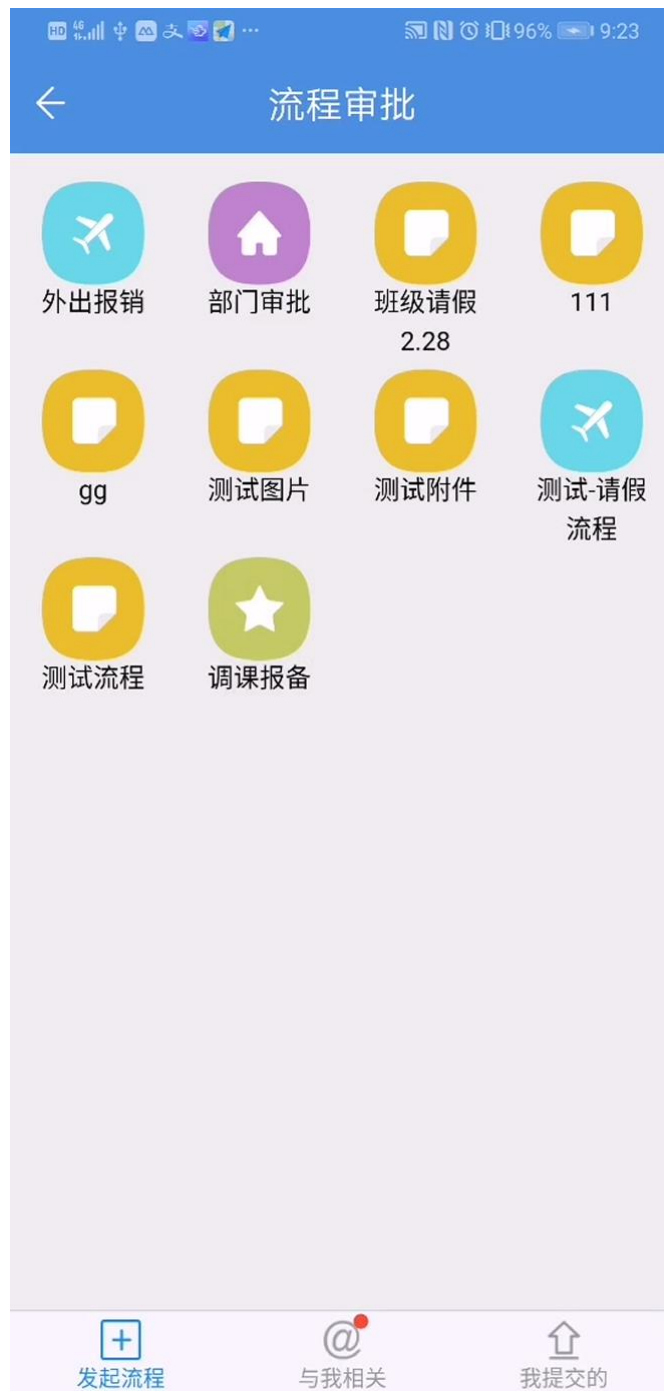 HD 4G 96% 9:23
流程审批
外出报销 部门审批 班级请假 111
2.28
gg 测试图片 测试附件 测试-请假
流程
测试流程 调课报备
发起流程 与我相关 我提交的